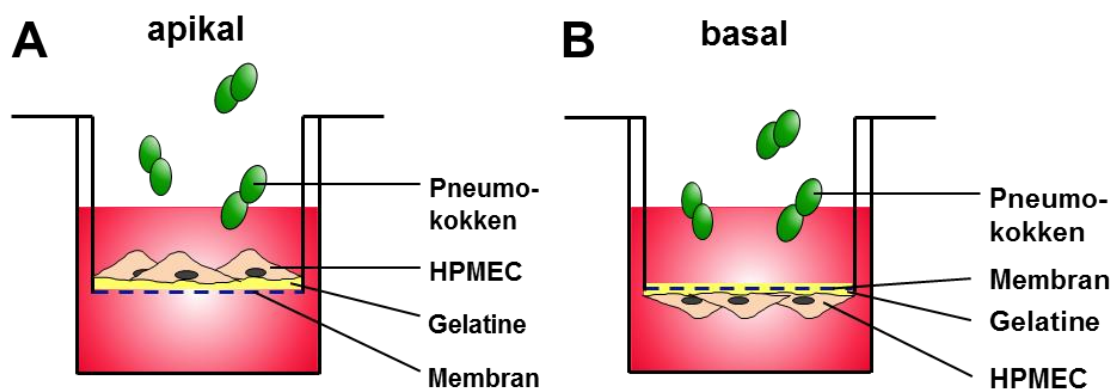 A
apikal
Pneumo-
kokken
HPMEC
Gelatine
Membran
B
basal
Pneumo-
kokken
Membran
Gelatine
HPMEC